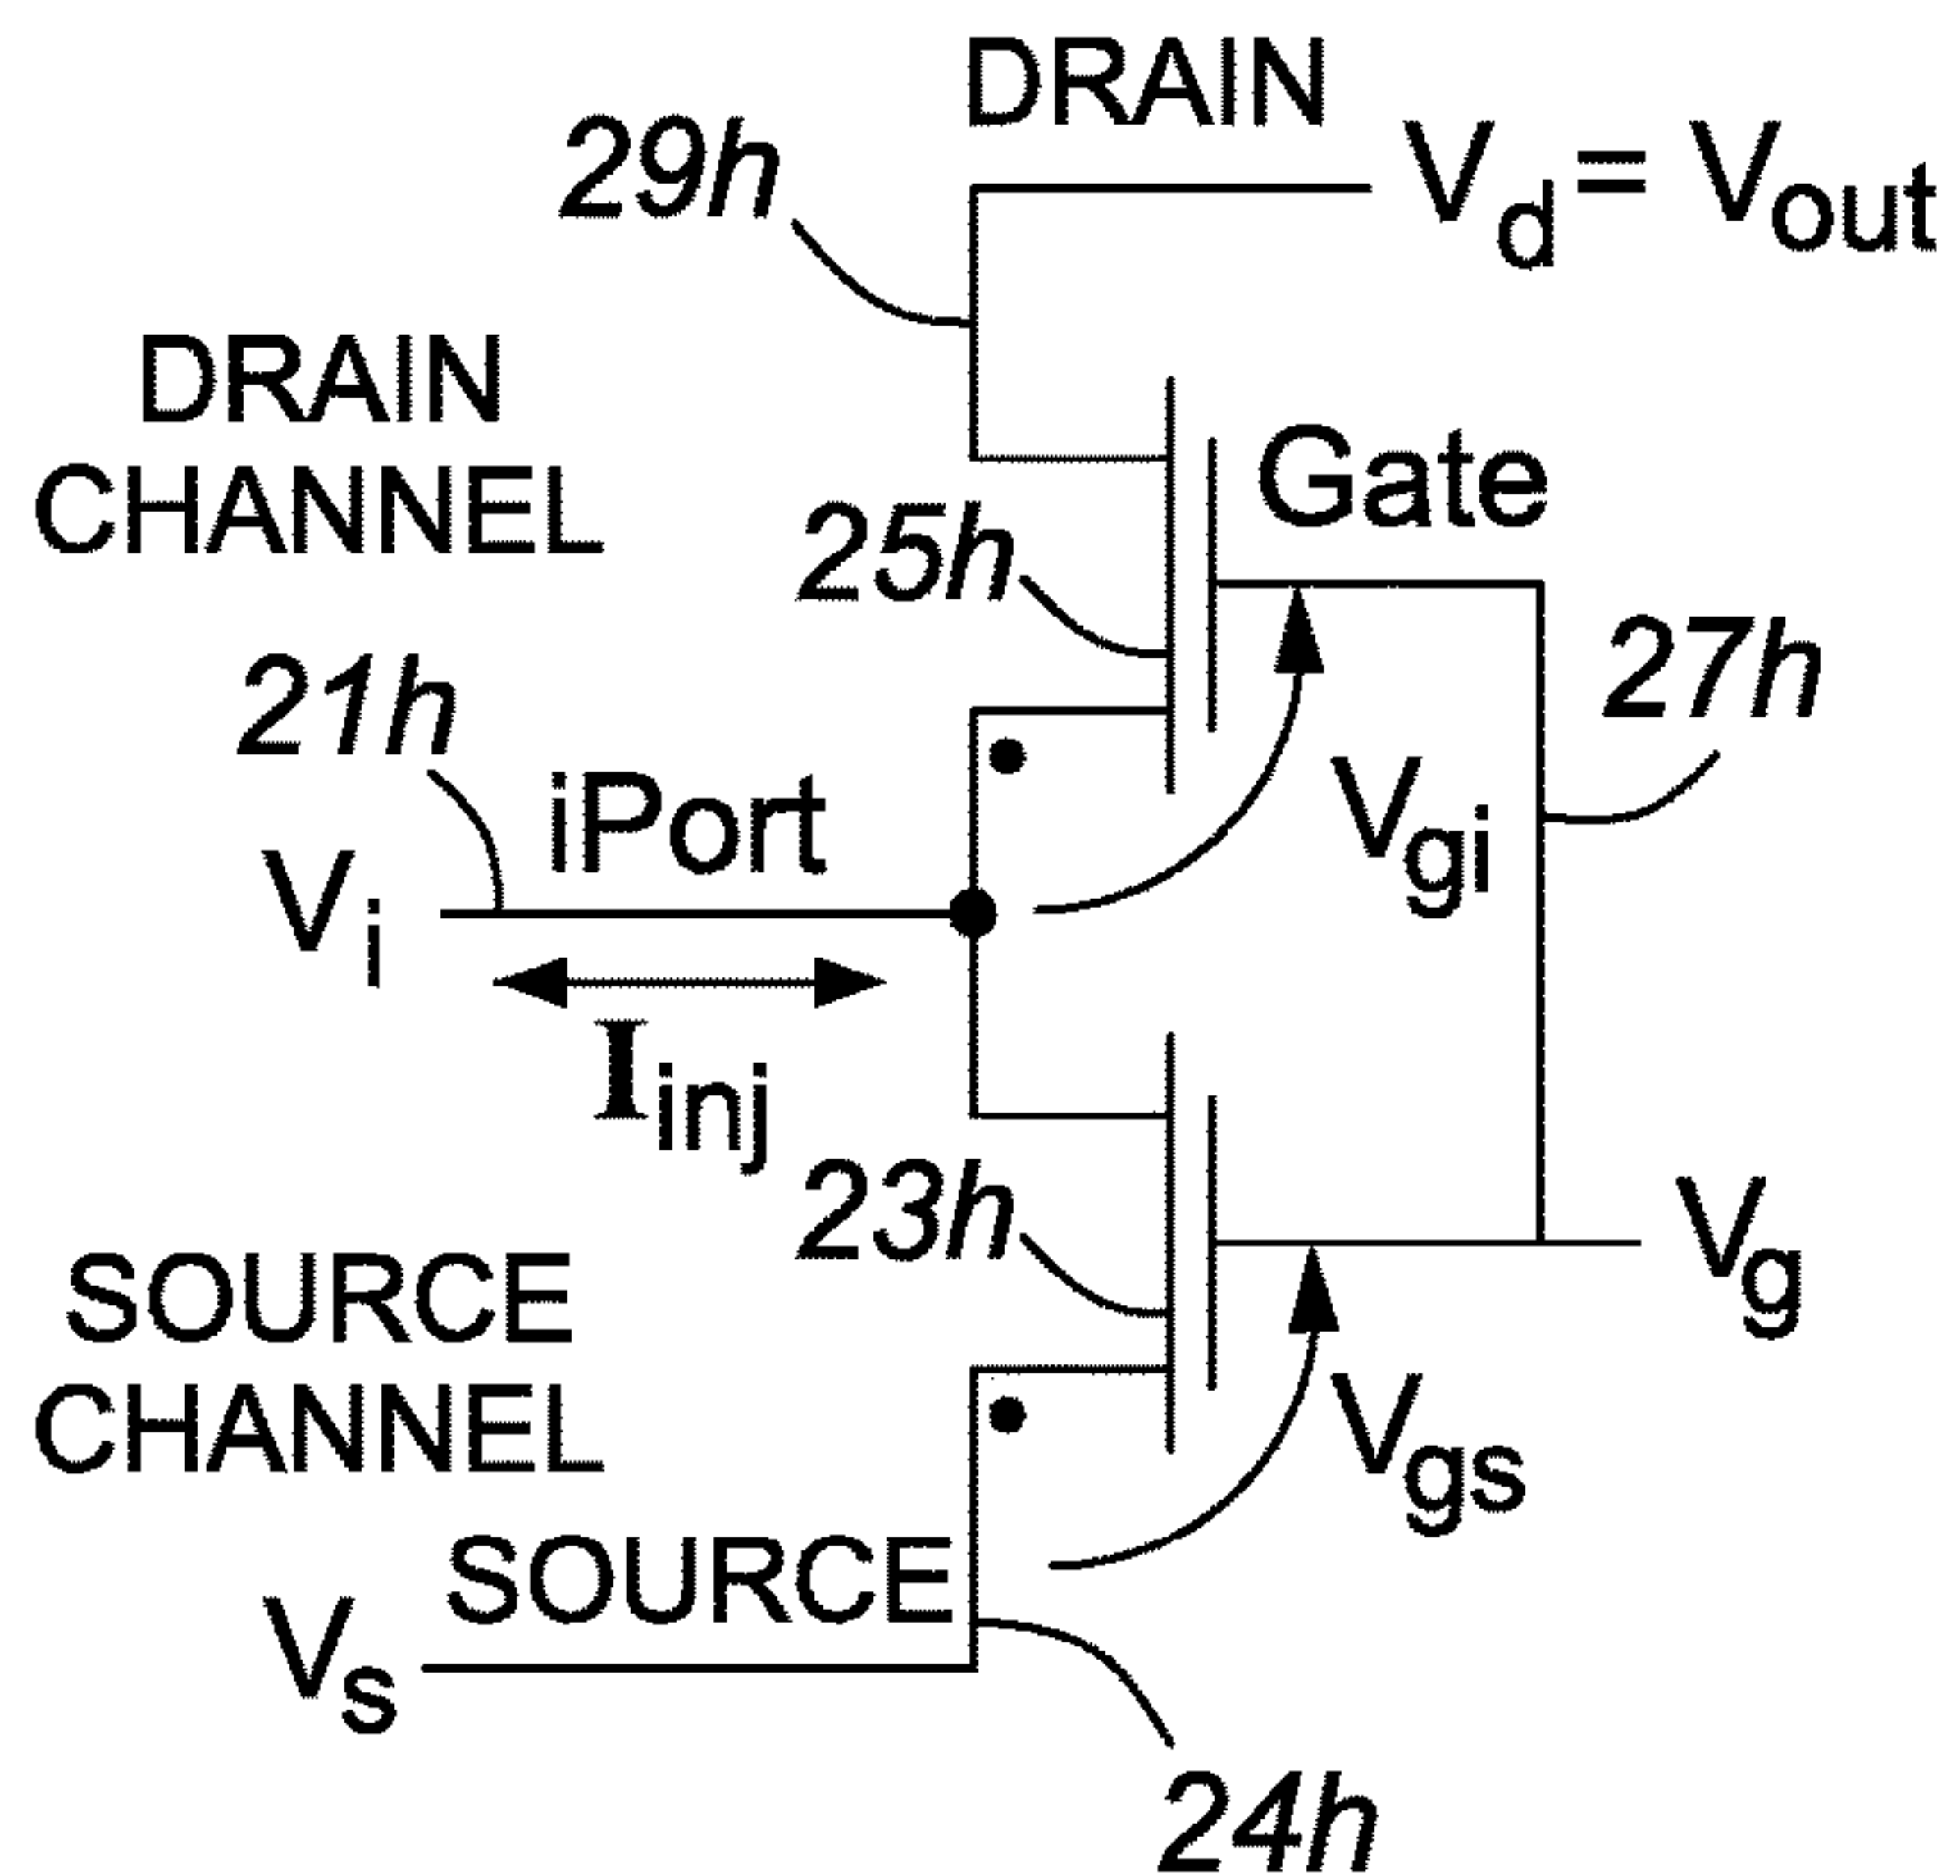 DRAIN
29h
Vd = Vout
DRAIN
CHANNEL
Gate
25h
21h
27h
iPort
Vi
Vgi
Iinj
23h
Vg
SOURCE
CHANNEL
Vgs
SOURCE
Vs
24h